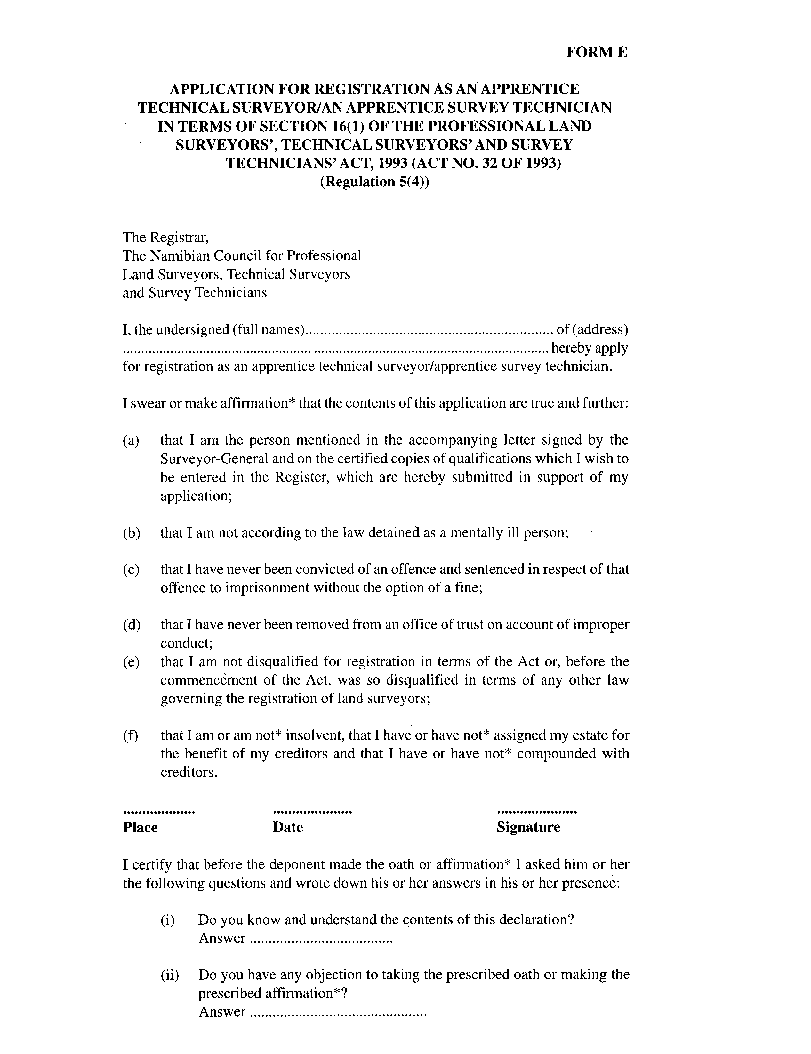 FORM E
APPLICATION FOR REGISTRATION AS AN APPRENTICE
TECHNICAL SURVEYOR/AN APPRENTICE SURVEY TECHNICIAN
IN TERMS OF SECTION 16(1) OF THE PROFESSIONAL LAND
SURVEYORS', TECHNICAL SURVEYORS' AND SURVEY
TECHNICIANS' ACT, 1993 (ACT NO. 32 OF 1993)
(Regulation 5(4))
The Registrar,
The Namibian Council for Professional
Land Surveyors, Technical Surveyors
and Survey Technicians
I, the undersigned (full names).................................................................. of (address)
................................................................................................................. hereby apply
for registration as an apprentice technical surveyor/apprentice survey technician.
I swear or make affirmation* that the contents of this application are true and further:
(a) that I am the person mentioned in the accompanying letter signed by the
Surveyor-General and on the certified copies of qualifications which I wish to
be entered in the Register, which are hereby submitted in support of my
application;
(b) that I am not according to the law detained as a mentally ill person;
(c) that I have never been convicted of an offence and sentenced in respect of that
offence to imprisonment without the option of a fine;
(d) that I have never been removed from an office of trust on account of improper
conduct;
(e) that I am not disqualified for registration in terms of the Act or, before the
commencement of the Act, was so disqualified in terms of any other law
governing the registration of land surveyors;
(f) that I am or am not* insolvent, that I have or have not* assigned my estate for
the benefit of my creditors and that I have or have not* compounded with
creditors.
................... ..................... .....................
Place Date Signature
I certify that before the deponent made the oath or affirmation* I asked him or her
the following questions and wrote down his or her answers in his or her presence:
(i) Do you know and understand the contents of this declaration?
Answer ......................................
(ii) Do you have any objection to taking the prescribed oath or making the
prescribed affirmation*?
Answer ...............................................